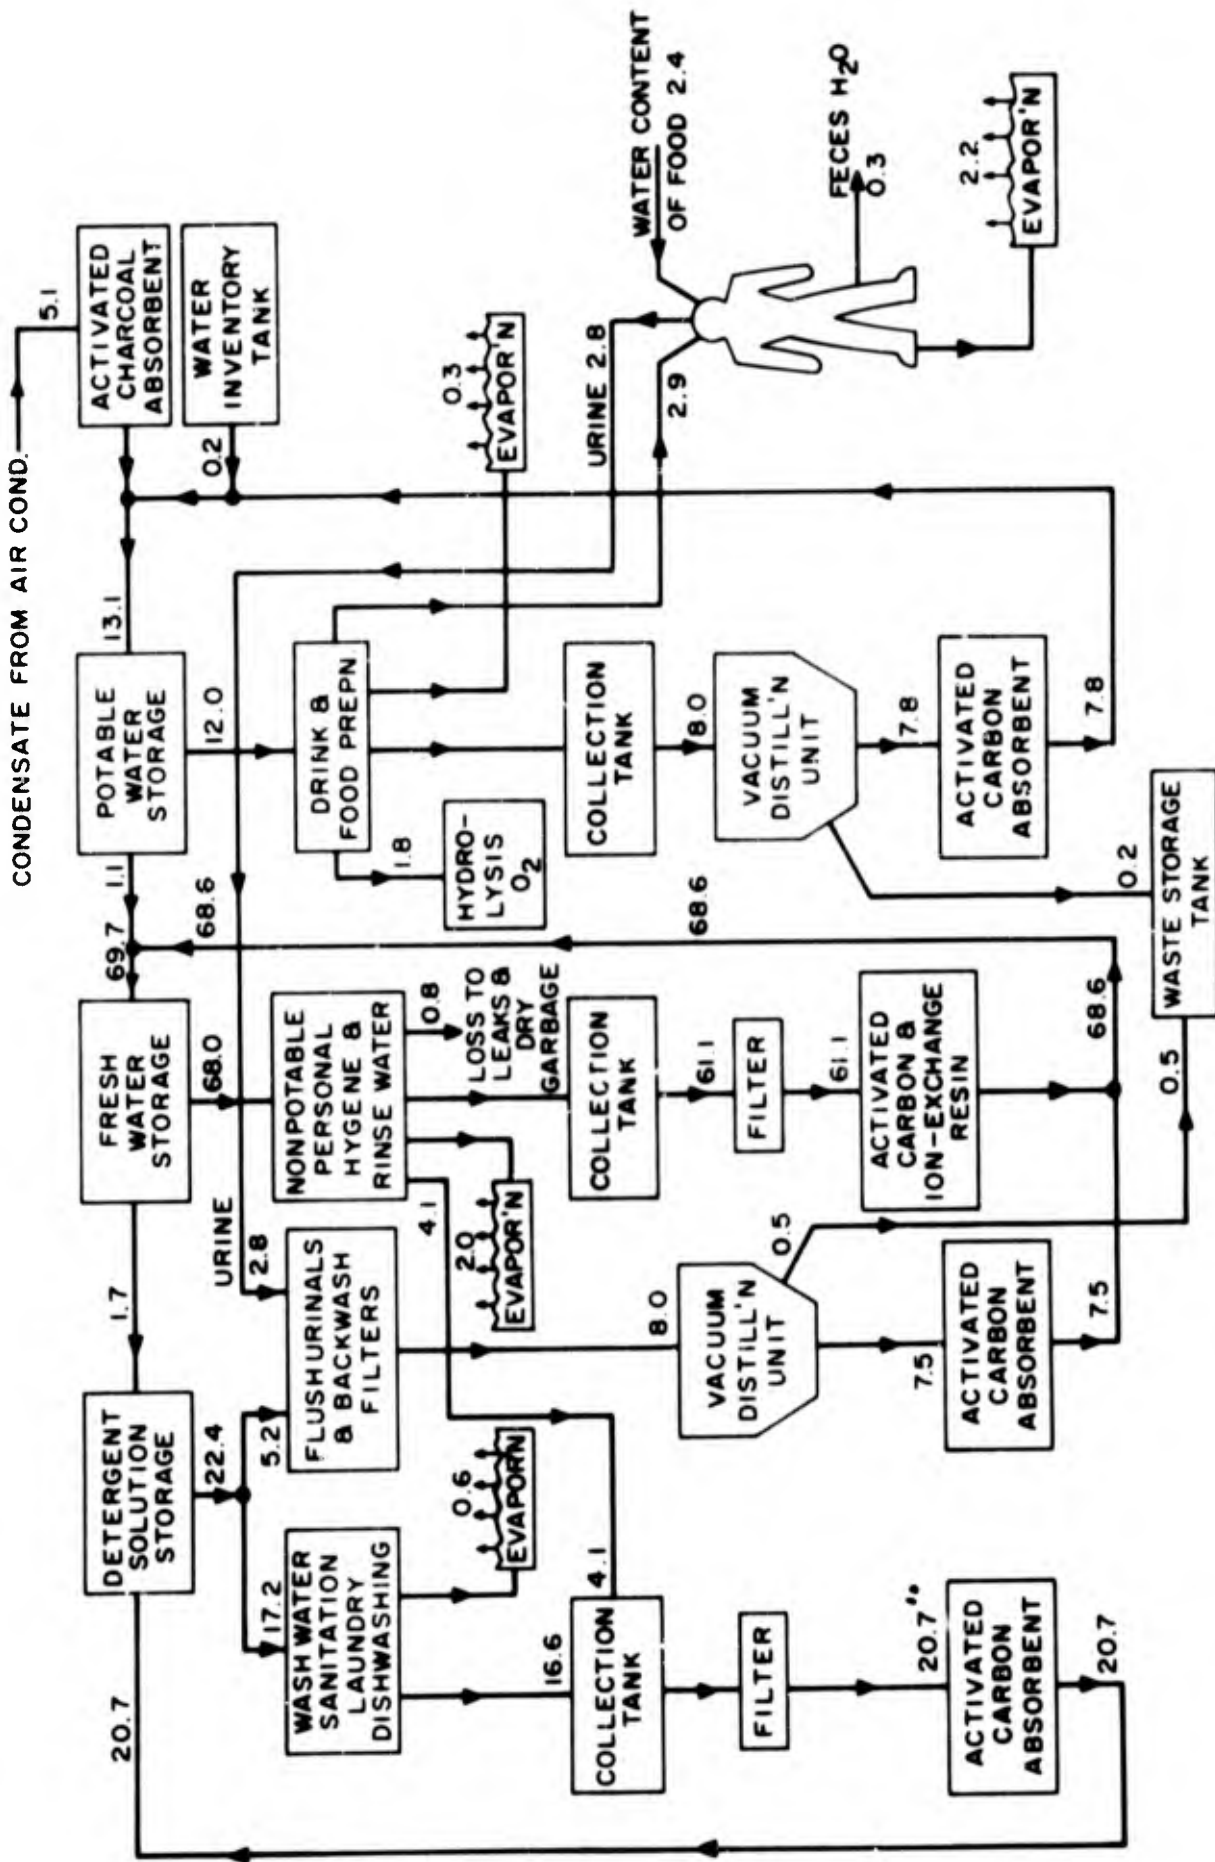 CONDENSATE FROM AIR COND.
5.1
ACTIVATED
CHARCOAL
ABSORBENT
WATER
INVENTORY
TANK
0.2
13.1
POTABLE
WATER
STORAGE
1.1
69.7
FRESH
WATER
STORAGE
1.7
DETERGENT
SOLUTION
STORAGE
20.7
12.0
68.6
68.0
URINE
2.8
22.4
5.2
17.2
DRINK &
FOOD PREPN.
1.8
HYDRO-
LYSIS
O2
0.3
EVAPOR'N
URINE 2.8
2.9
WATER CONTENT
OF FOOD 2.4
FECES H2O
0.3
2.2
EVAPOR'N
NONPOTABLE
PERSONAL
HYGENE &
RINSE WATER
0.8
LOSS TO
LEAKS &
DRY
GARBAGE
2.0
EVAPOR'N
4.1
FLUSHURINALS
& BACKWASH
FILTERS
WASH WATER
SANITATION
LAUNDRY
DISHWASHING
0.6
EVAPORN
16.6
COLLECTION
TANK
4.1
COLLECTION
TANK
61.1
FILTER
61.1
COLLECTION
TANK
8.0
VACUUM
DISTILL'N
UNIT
7.8
ACTIVATED
CARBON
ABSORBENT
7.8
0.2
68.6
ACTIVATED
CARBON &
ION-EXCHANGE
RESIN
68.6
8.0
VACUUM
DISTILL'N
UNIT
0.5
7.5
ACTIVATED
CARBON
ABSORBENT
7.5
0.5
WASTE STORAGE
TANK
FILTER
20.7
ACTIVATED
CARBON
ABSORBENT
20.7